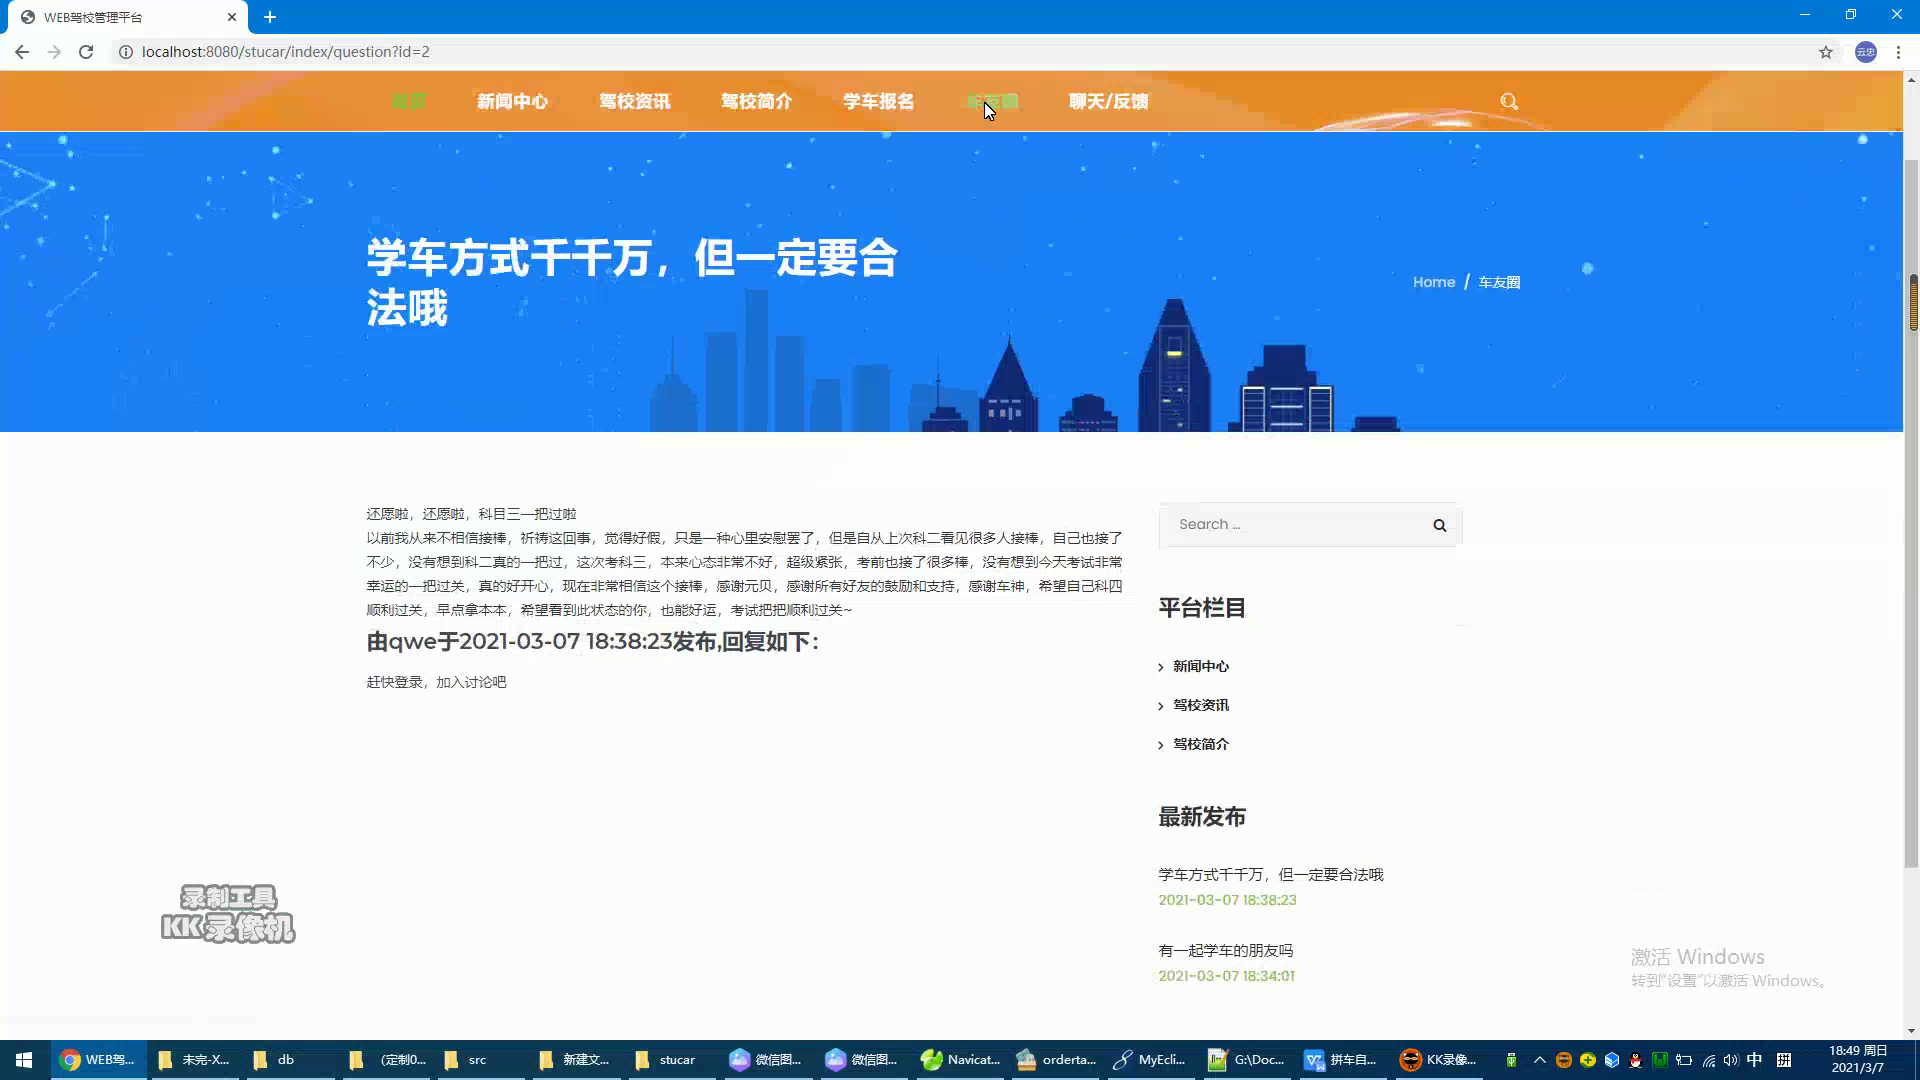 WEB驾校管理平台
localhost:8080/stucar/index/question?id=2
云忠
首页
新闻中心
驾校资讯
驾校简介
学车报名
车友圈
聊天/反馈
学车方式千千万，但一定要合
法哦
Home / 车友圈
还愿啦，还愿啦，科目三一把过啦
以前我从来不相信接棒，祈祷这回事，觉得好假，只是一种心里安慰罢了，但是自从上次科二看见很多人接棒，自己也接了
不少，没有想到科二真的一把过，这次考科三，本来心态非常不好，超级紧张，考前也接了很多棒，没有想到今天考试非常
幸运的一把过关，真的好开心，现在非常相信这个接棒，感谢元贝，感谢所有好友的鼓励和支持，感谢车神，希望自己科四
顺利过关，早点拿本本，希望看到此状态的你，也能好运，考试把把顺利过关~
由qwe于2021-03-07 18:38:23发布,回复如下：
赶快登录，加入讨论吧
Search ...
平台栏目
新闻中心
驾校资讯
驾校简介
最新发布
学车方式千千万，但一定要合法哦
2021-03-07 18:38:23
有一起学车的朋友吗
2021-03-07 18:34:01
录制工具
KK录像机
激活 Windows
转到"设置"以激活 Windows。
WEB驾...
未完-X...
db
(定制0...
src
新建文...
stucar
微信图...
微信图...
Navicat...
orderta...
MyEcli...
G:\Doc...
拼车自...
KK录像...
中
拼
18:49 周日
2021/3/7